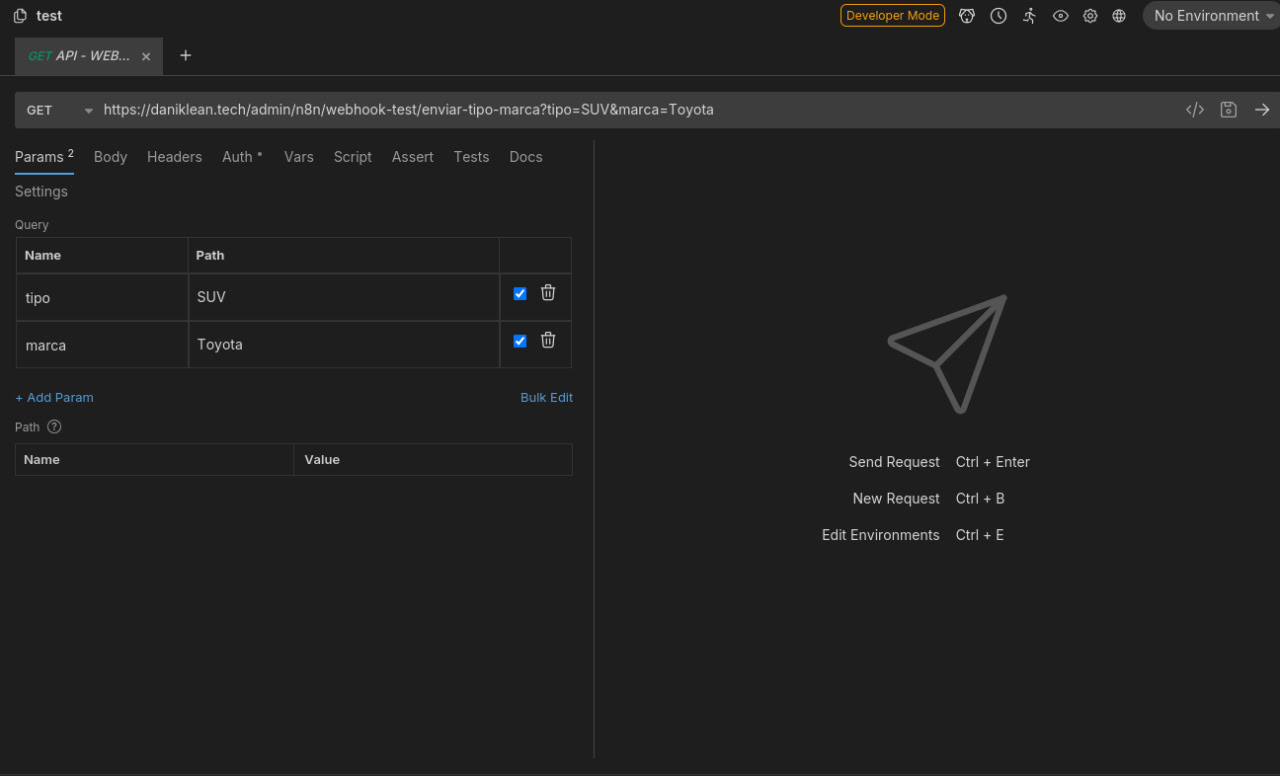 test
Developer Mode
No Environment
GET API - WEB...
GET
https://daniklean.tech/admin/n8n/webhook-test/enviar-tipo-marca?tipo=SUV&marca=Toyota
Params 2 Body Headers Auth Vars Script Assert Tests Docs
Settings
Query
Name Path
tipo SUV
marca Toyota
+ Add Param Bulk Edit
Path ?
Name Value
Send Request Ctrl + Enter
New Request Ctrl + B
Edit Environments Ctrl + E